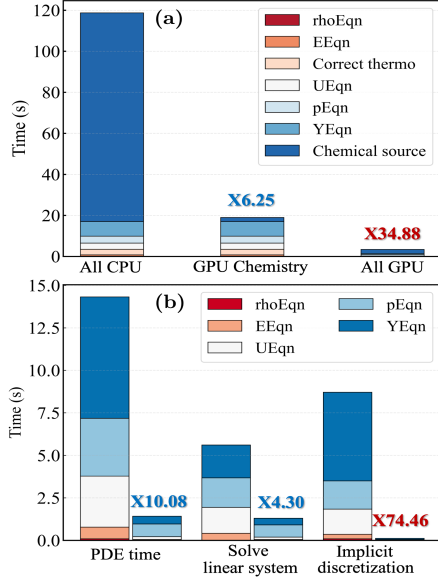 (a)
120
100
80
60
40
20
0
Time (s)
rhoEqn
EEqn
Correct thermo
UEqn
pEqn
YEqn
Chemical source
X6.25
X34.88
All CPU
GPU Chemistry
All GPU
(b)
15.0
12.5
10.0
7.5
5.0
2.5
0.0
Time (s)
rhoEqn
EEqn
UEqn
pEqn
YEqn
X10.08
X4.30
X74.46
PDE time
Solve
linear system
Implicit
discretization